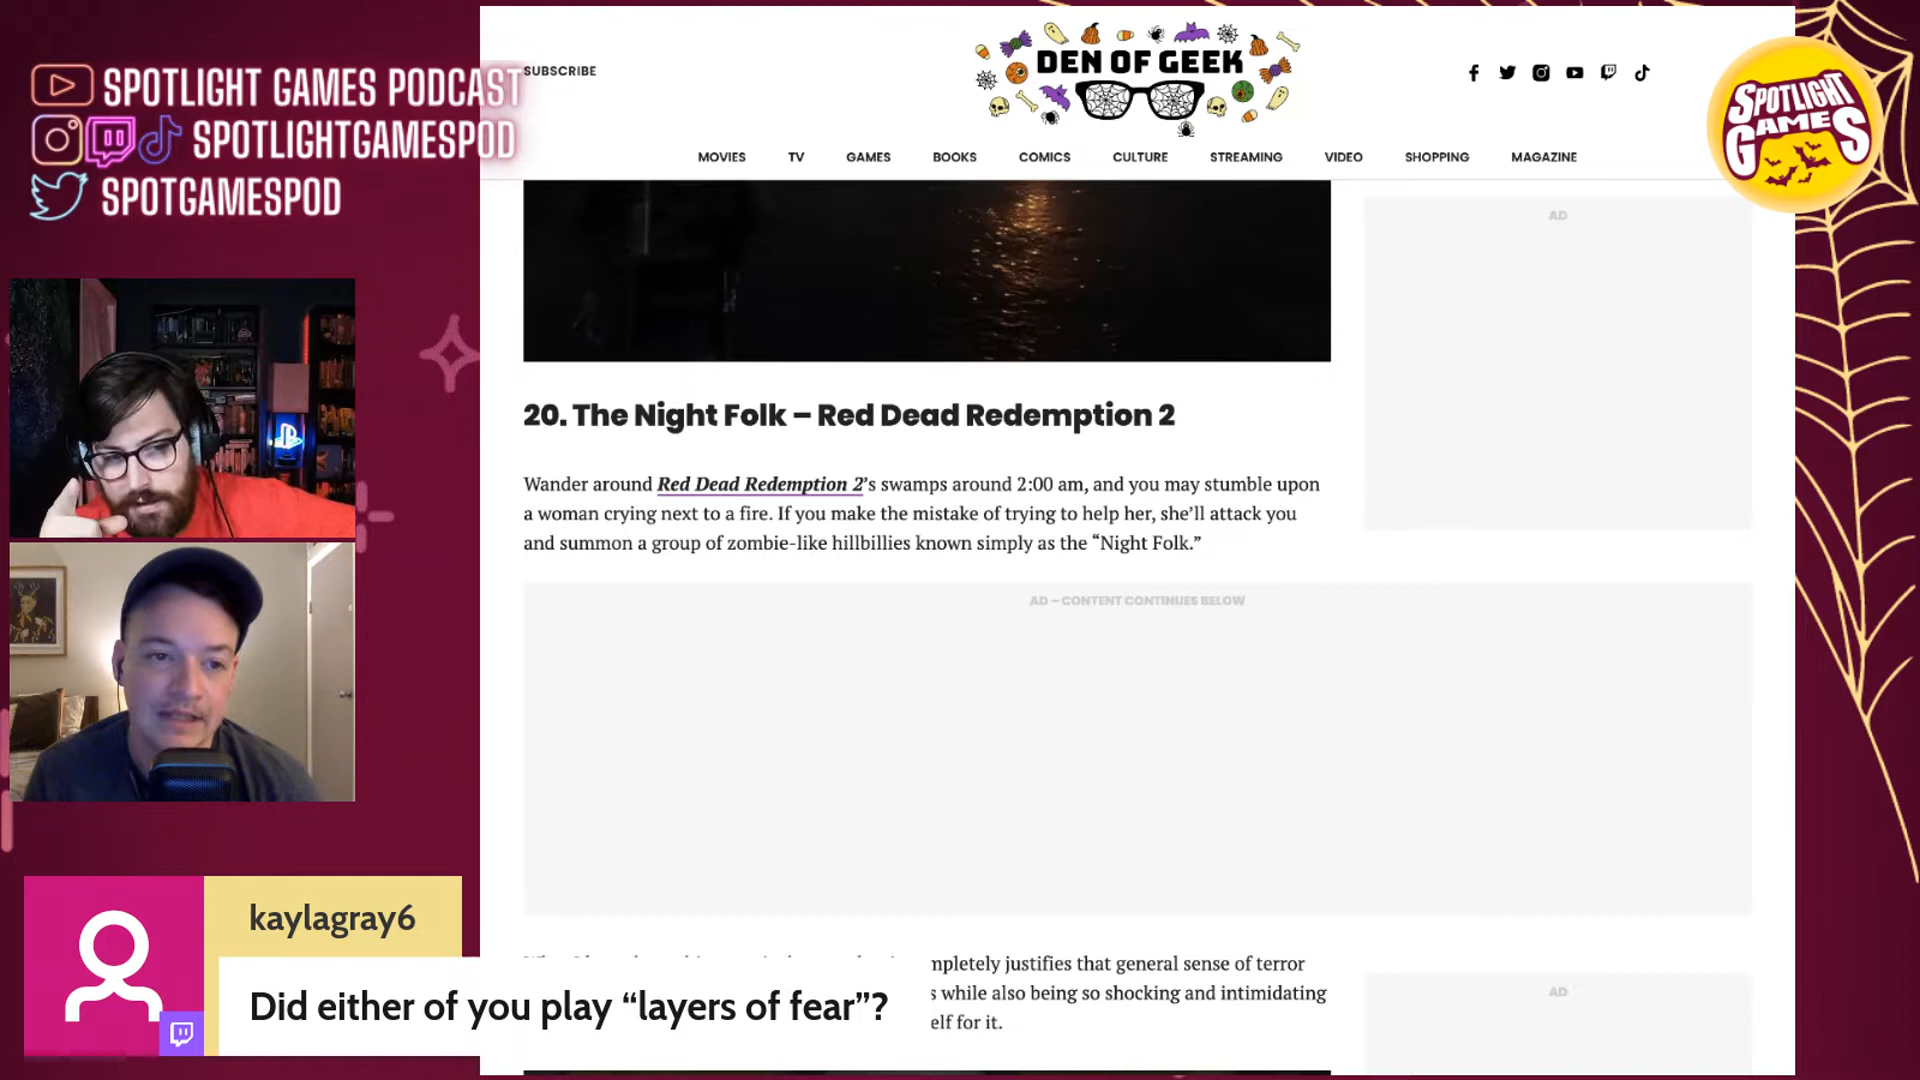 SPOTLIGHT GAMES PODCAST
SPOTLIGHTGAMESPOD
SPOTGAMESPOD
SUBSCRIBE
DEN OF GEEK
MOVIES TV GAMES BOOKS COMICS CULTURE STREAMING VIDEO SHOPPING MAGAZINE
SPOTLIGHT
GAMES
AD
20. The Night Folk – Red Dead Redemption 2
Wander around Red Dead Redemption 2’s swamps around 2:00 am, and you may stumble upon
a woman crying next to a fire. If you make the mistake of trying to help her, she’ll attack you
and summon a group of zombie-like hillbillies known simply as the “Night Folk.”
AD – CONTENT CONTINUES BELOW
mpletely justifies that general sense of terror
s while also being so shocking and intimidating
elf for it.
AD
kaylagray6
Did either of you play “layers of fear”?